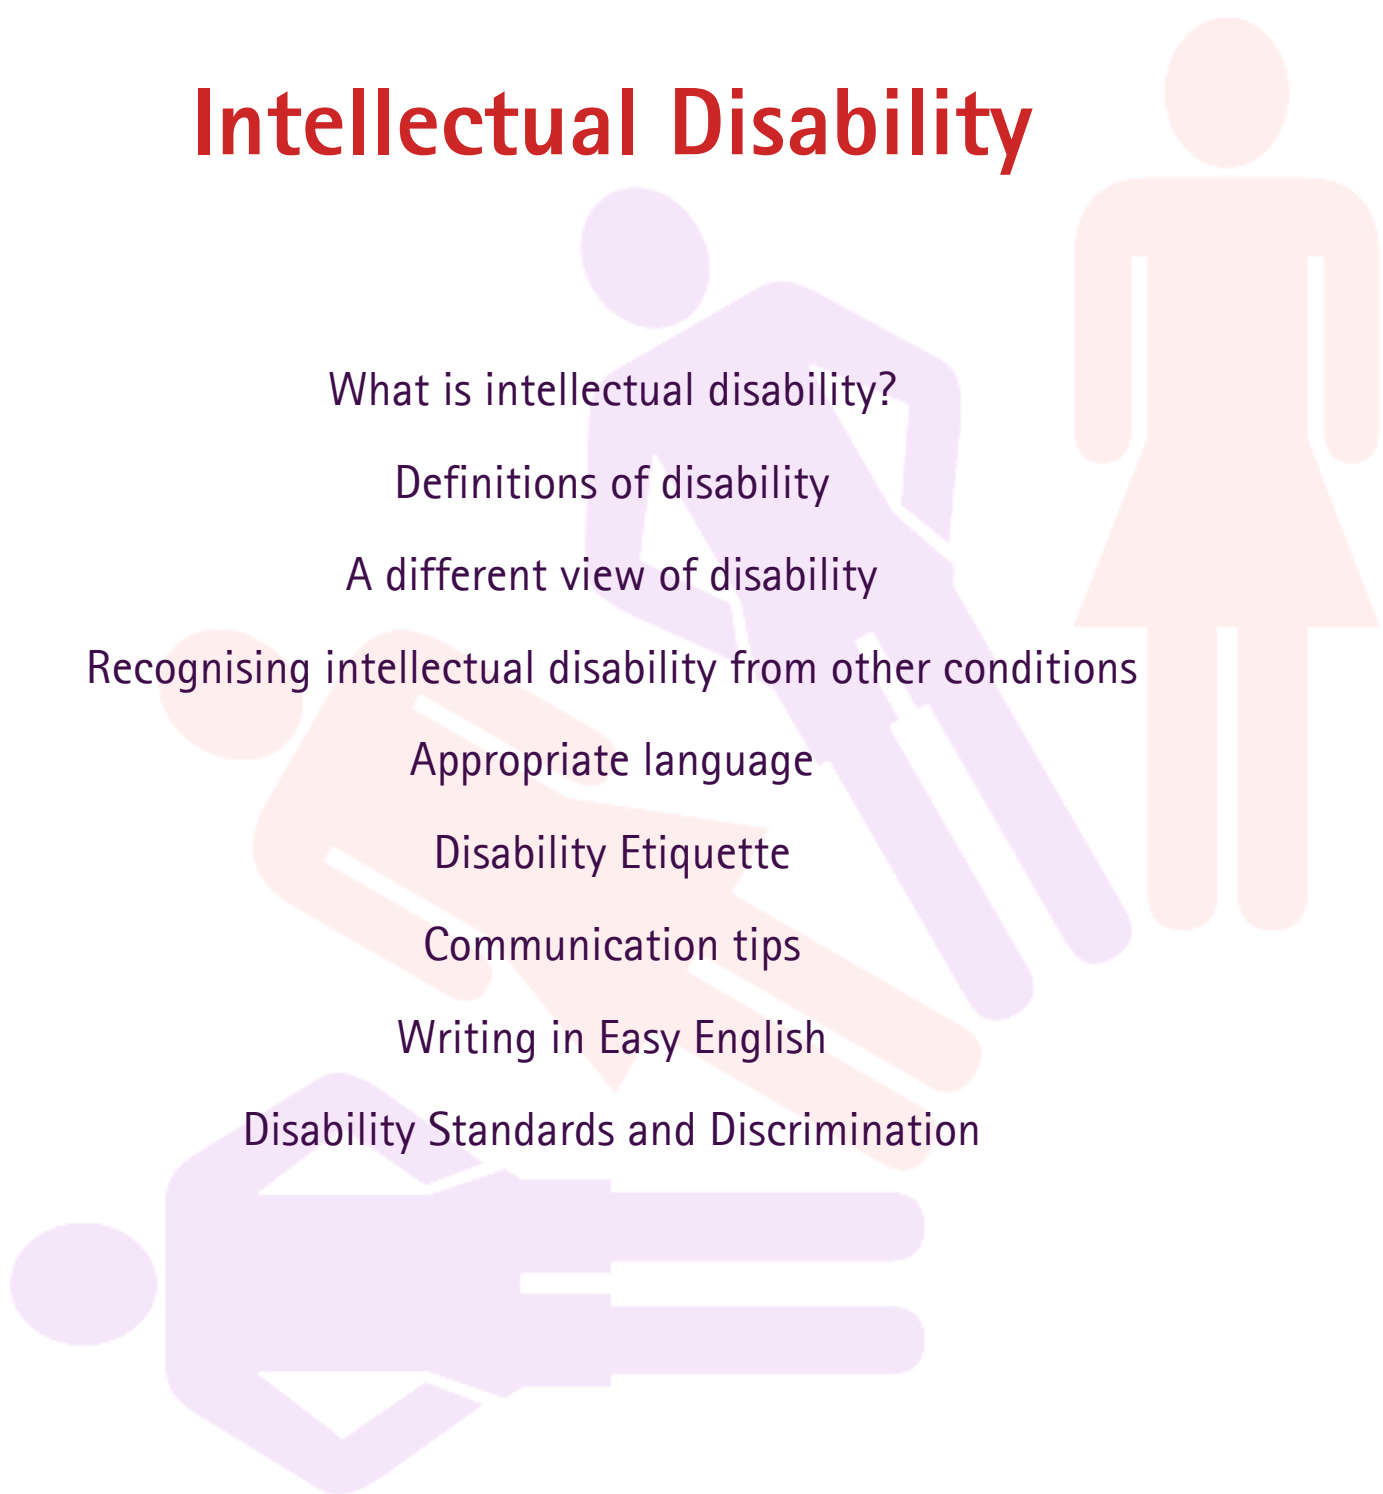 Intellectual Disability
What is intellectual disability?
Definitions of disability
A different view of disability
Recognising intellectual disability from other conditions
Appropriate language
Disability Etiquette
Communication tips
Writing in Easy English
Disability Standards and Discrimination